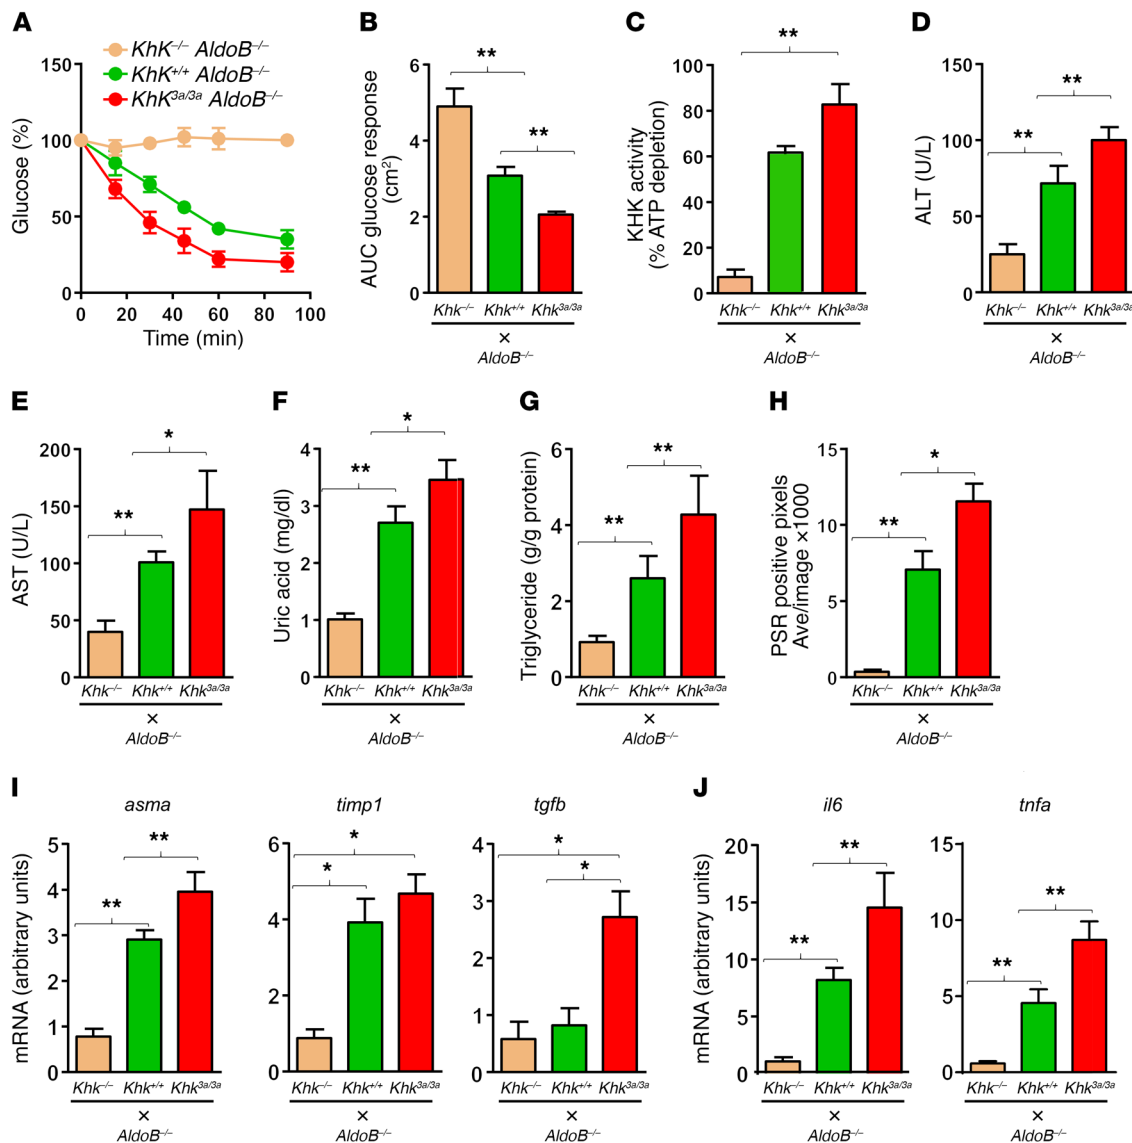 A
KhK–/– AldoB–/–
KhK+/+ AldoB–/–
KhK3a/3a AldoB–/–
150
100
50
0
Glucose (%)
0 20 40 60 80 100
Time (min)
B
6
4
2
0
AUC glucose response
(cm2)
**
**
Khk–/– Khk+/+ Khk3a/3a
×
AldoB–/–
C
100
80
60
40
20
0
KHK activity
(% ATP depletion)
**
Khk–/– Khk+/+ Khk3a/3a
×
AldoB–/–
D
150
100
50
0
ALT (U/L)
**
**
Khk–/– Khk+/+ Khk3a/3a
×
AldoB–/–
E
200
150
100
50
0
AST (U/L)
*
**
Khk–/– Khk+/+ Khk3a/3a
×
AldoB–/–
F
4
3
2
1
0
Uric acid (mg/dl)
*
**
Khk–/– Khk+/+ Khk3a/3a
×
AldoB–/–
G
6
4
2
0
Triglyceride (g/g protein)
**
**
Khk–/– Khk+/+ Khk3a/3a
×
AldoB–/–
H
15
10
5
0
PSR positive pixels
Ave/image ×1000
*
**
Khk–/– Khk+/+ Khk3a/3a
×
AldoB–/–
I
asma
5
4
3
2
1
0
mRNA (arbitrary units)
**
**
Khk–/– Khk+/+ Khk3a/3a
×
AldoB–/–
timp1
6
4
2
0
*
*
Khk–/– Khk+/+ Khk3a/3a
×
AldoB–/–
tgfb
4
3
2
1
0
*
*
Khk–/– Khk+/+ Khk3a/3a
×
AldoB–/–
J
il6
20
15
10
5
0
mRNA (arbitrary units)
**
**
Khk–/– Khk+/+ Khk3a/3a
×
AldoB–/–
tnfa
15
10
5
0
**
**
Khk–/– Khk+/+ Khk3a/3a
×
AldoB–/–